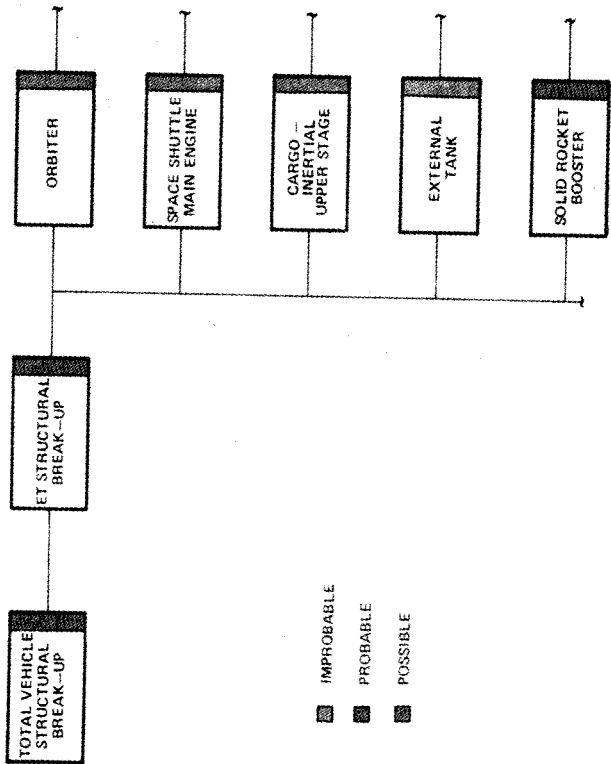 TOTAL VEHICLE
STRUCTURAL
BREAK-UP
ET STRUCTURAL
BREAK-UP
ORBITER
SPACE SHUTTLE
MAIN ENGINE
CARGO –
INERTIAL
UPPER STAGE
EXTERNAL
TANK
SOLID ROCKET
BOOSTER
IMPROBABLE
PROBABLE
POSSIBLE